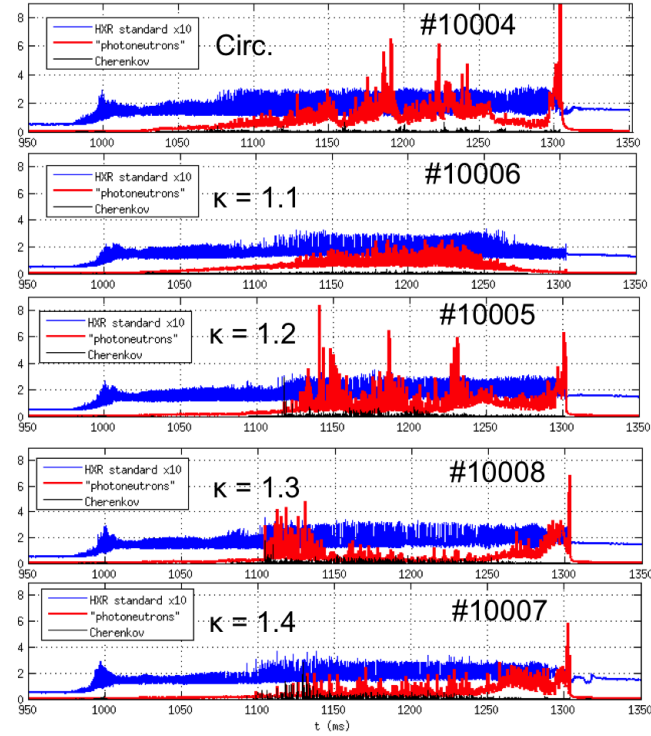 HXR standard x10
"photoneutrons"
Cherenkov
Circ.
#10004
8
6
4
2
0
950 1000 1050 1100 1150 1200 1250 1300 1350
HXR standard x10
"photoneutrons"
Cherenkov
κ = 1.1
#10006
8
6
4
2
0
950 1000 1050 1100 1150 1200 1250 1300 1350
HXR standard x10
"photoneutrons"
Cherenkov
κ = 1.2
#10005
8
6
4
2
0
950 1000 1050 1100 1150 1200 1250 1300 1350
HXR standard x10
"photoneutrons"
Cherenkov
κ = 1.3
#10008
8
6
4
2
0
950 1000 1050 1100 1150 1200 1250 1300 1350
HXR standard x10
"photoneutrons"
Cherenkov
κ = 1.4
#10007
8
6
4
2
0
950 1000 1050 1100 1150 1200 1250 1300 1350
t (ms)